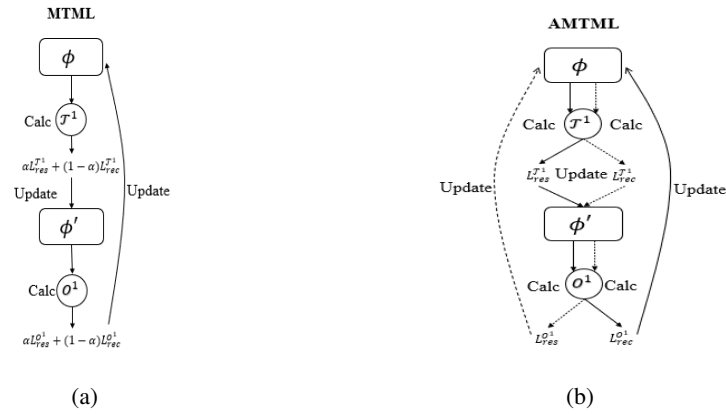 MTML
ϕ
Calc 𝒯¹
αL_res^{𝒯¹} + (1 − α)L_rec^{𝒯¹}
Update
Update
ϕ′
Calc O¹
αL_res^{O¹} + (1 − α)L_rec^{O¹}
(a)
AMTML
ϕ
Calc 𝒯¹ Calc
L_res^{𝒯¹} Update L_rec^{𝒯¹}
Update
Update
ϕ′
Calc O¹ Calc
L_res^{O¹} L_rec^{O¹}
(b)